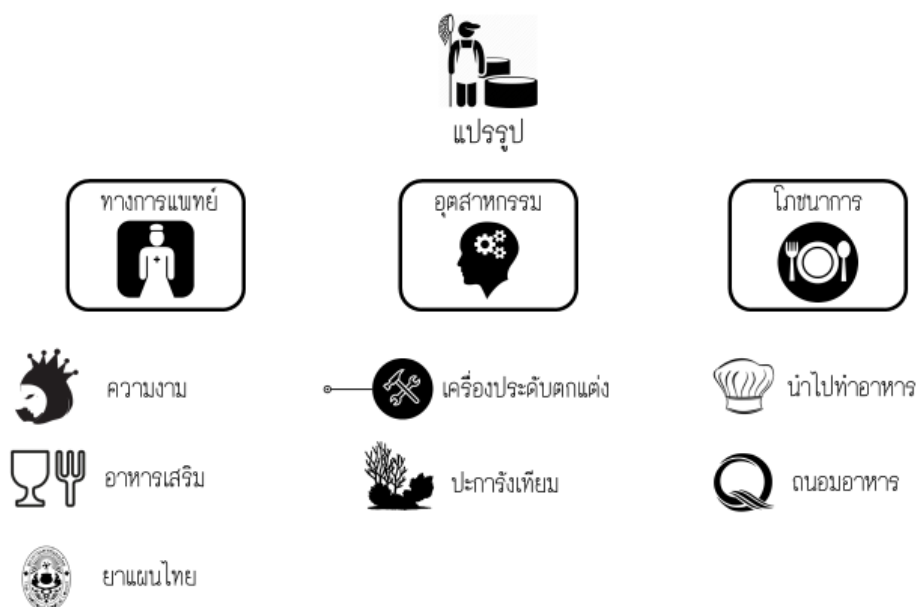 แปรรูป
ทางการแพทย์
อุตสาหกรรม
โภชนาการ
ความงาม
เครื่องประดับตกแต่ง
นำไปทำอาหาร
อาหารเสริม
ปะการังเทียม
ถนอมอาหาร
ยาแผนไทย